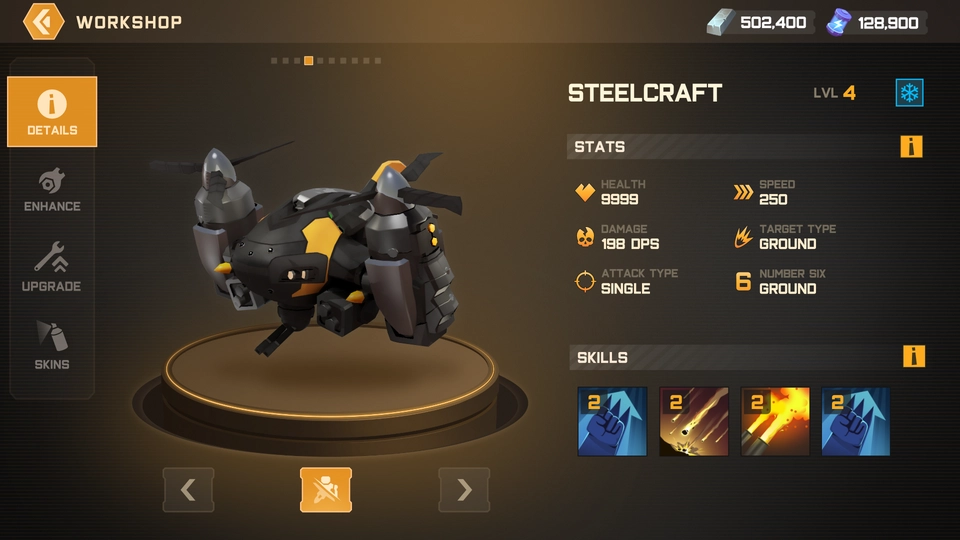 WORKSHOP
502,400
128,900
DETAILS
ENHANCE
UPGRADE
SKINS
STEELCRAFT
LVL 4
STATS
HEALTH
9999
SPEED
250
DAMAGE
198 DPS
TARGET TYPE
GROUND
ATTACK TYPE
SINGLE
6
NUMBER SIX
GROUND
SKILLS
2
2
2
2